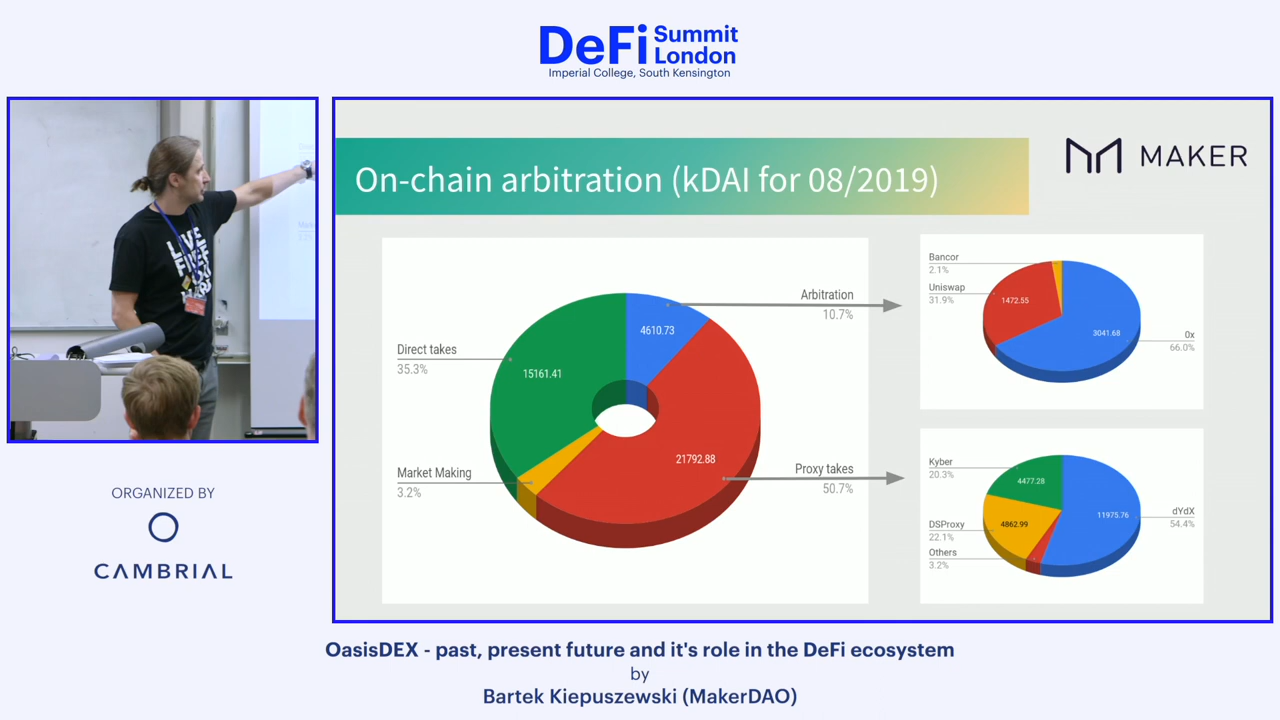 DeFi Summit London
Imperial College, South Kensington
LIVE
FREE
ORGANIZED BY
CAMBRIAL
On-chain arbitration (kDAI for 08/2019)
MAKER
Arbitration
10.7%
4610.73
Direct takes
35.3%
15161.41
21792.88
Market Making
3.2%
Proxy takes
50.7%
Bancor
2.1%
Uniswap
31.9%
1472.55
3041.68
0x
66.0%
Kyber
20.3%
4477.28
11975.76
dYdX
54.4%
DSProxy
22.1%
4862.99
Others
3.2%
OasisDEX - past, present future and it's role in the DeFi ecosystem
by
Bartek Kiepuszewski (MakerDAO)